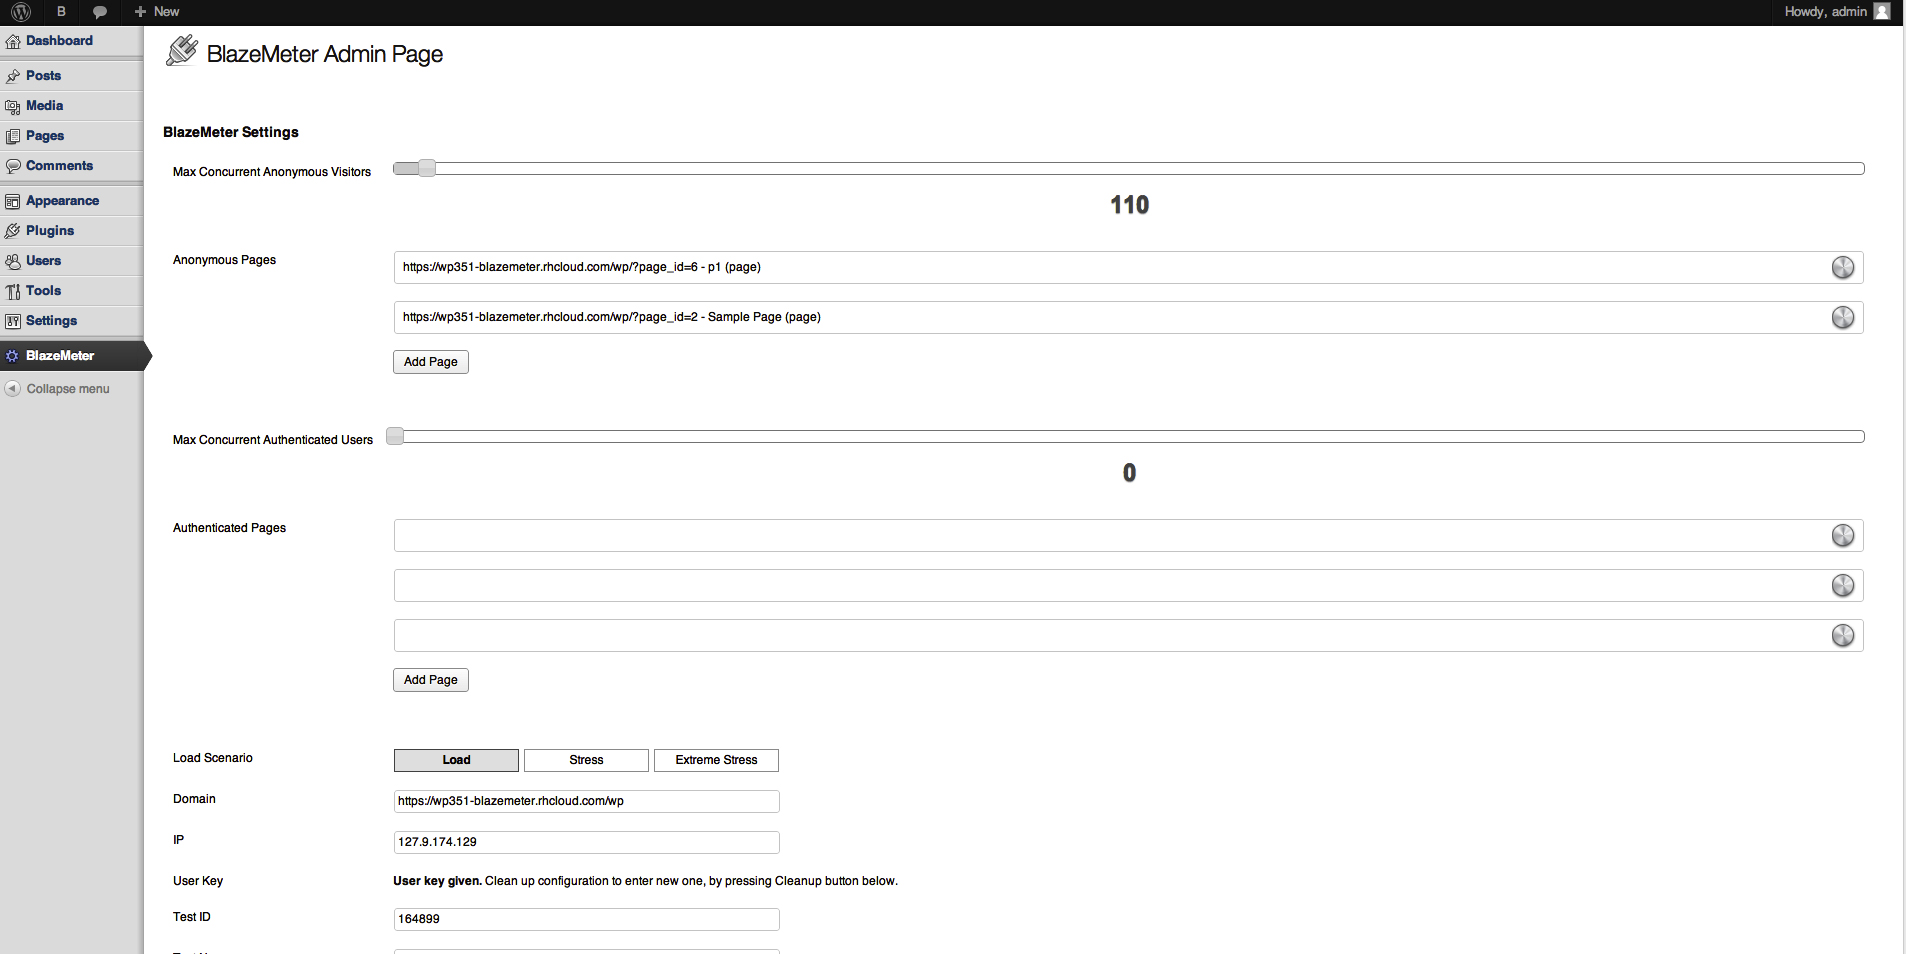 B
New
Howdy, admin
Dashboard
Posts
Media
Pages
Comments
Appearance
Plugins
Users
Tools
Settings
BlazeMeter
Collapse menu
BlazeMeter Admin Page
BlazeMeter Settings
Max Concurrent Anonymous Visitors
110
Anonymous Pages
https://wp351-blazemeter.rhcloud.com/wp/?page_id=6 - p1 (page)
https://wp351-blazemeter.rhcloud.com/wp/?page_id=2 - Sample Page (page)
Add Page
Max Concurrent Authenticated Users
0
Authenticated Pages
Add Page
Load Scenario
Load Stress Extreme Stress
Domain
https://wp351-blazemeter.rhcloud.com/wp
IP
127.9.174.129
User Key
User key given. Clean up configuration to enter new one, by pressing Cleanup button below.
Test ID
164899